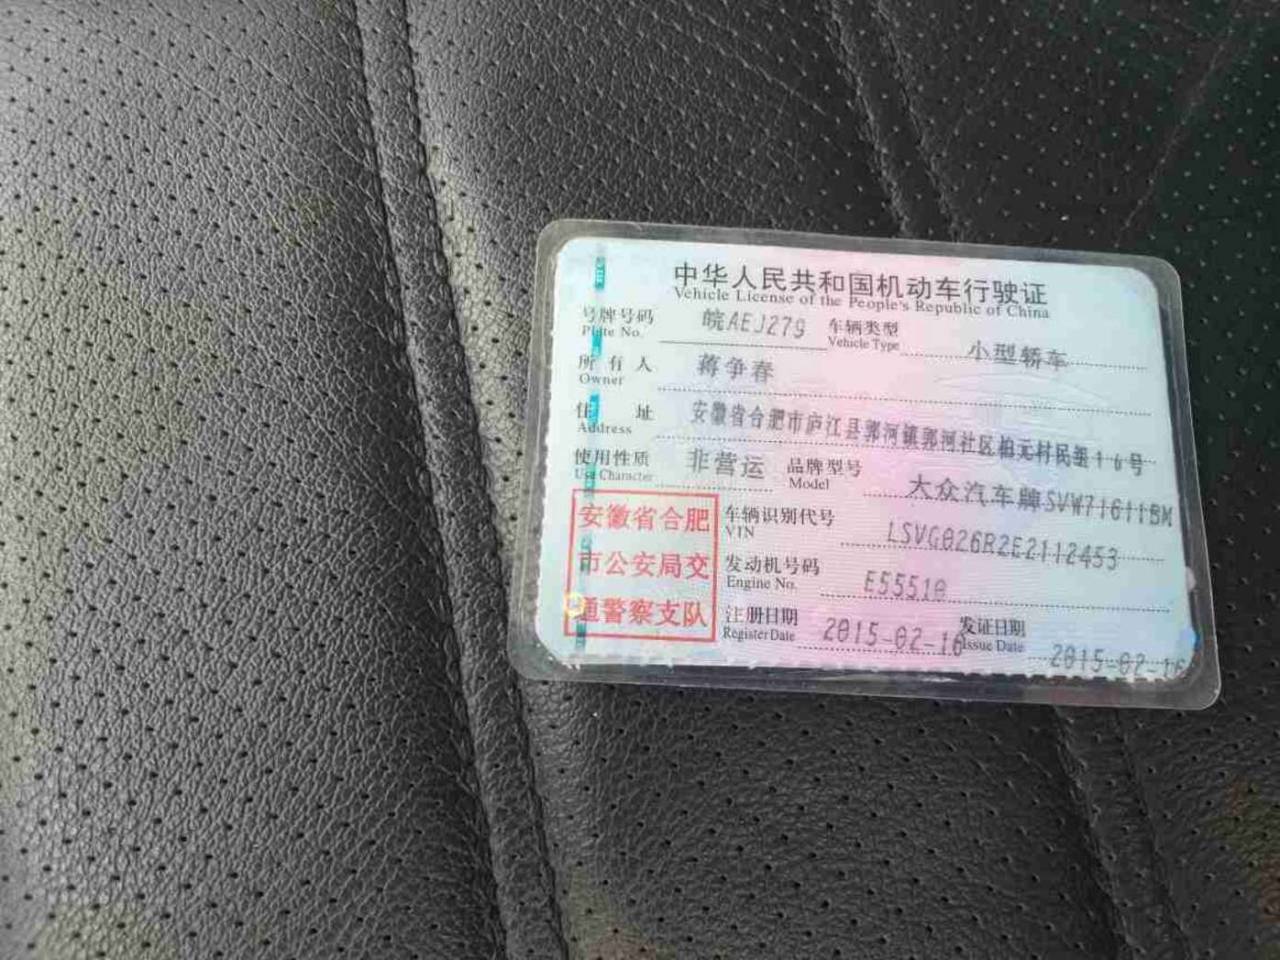 中华人民共和国机动车行驶证
Vehicle License of the People's Republic of China
号牌号码 皖AEJ279 车辆类型 小型轿车
Plate No. Vehicle Type
所有人 蒋争春
Owner
住址 安徽省合肥市庐江县郭河镇郭河社区柏元村民组16号
Address
使用性质 非营运 品牌型号 大众汽车牌SVW71611BM
Use Character Model
安徽省合肥
市公安局交
通警察支队
车辆识别代号 LSVG026R2E2112453
VIN
发动机号码 E55510
Engine No.
注册日期 2015-02-16 发证日期 2015-02-16
Register Date Issue Date